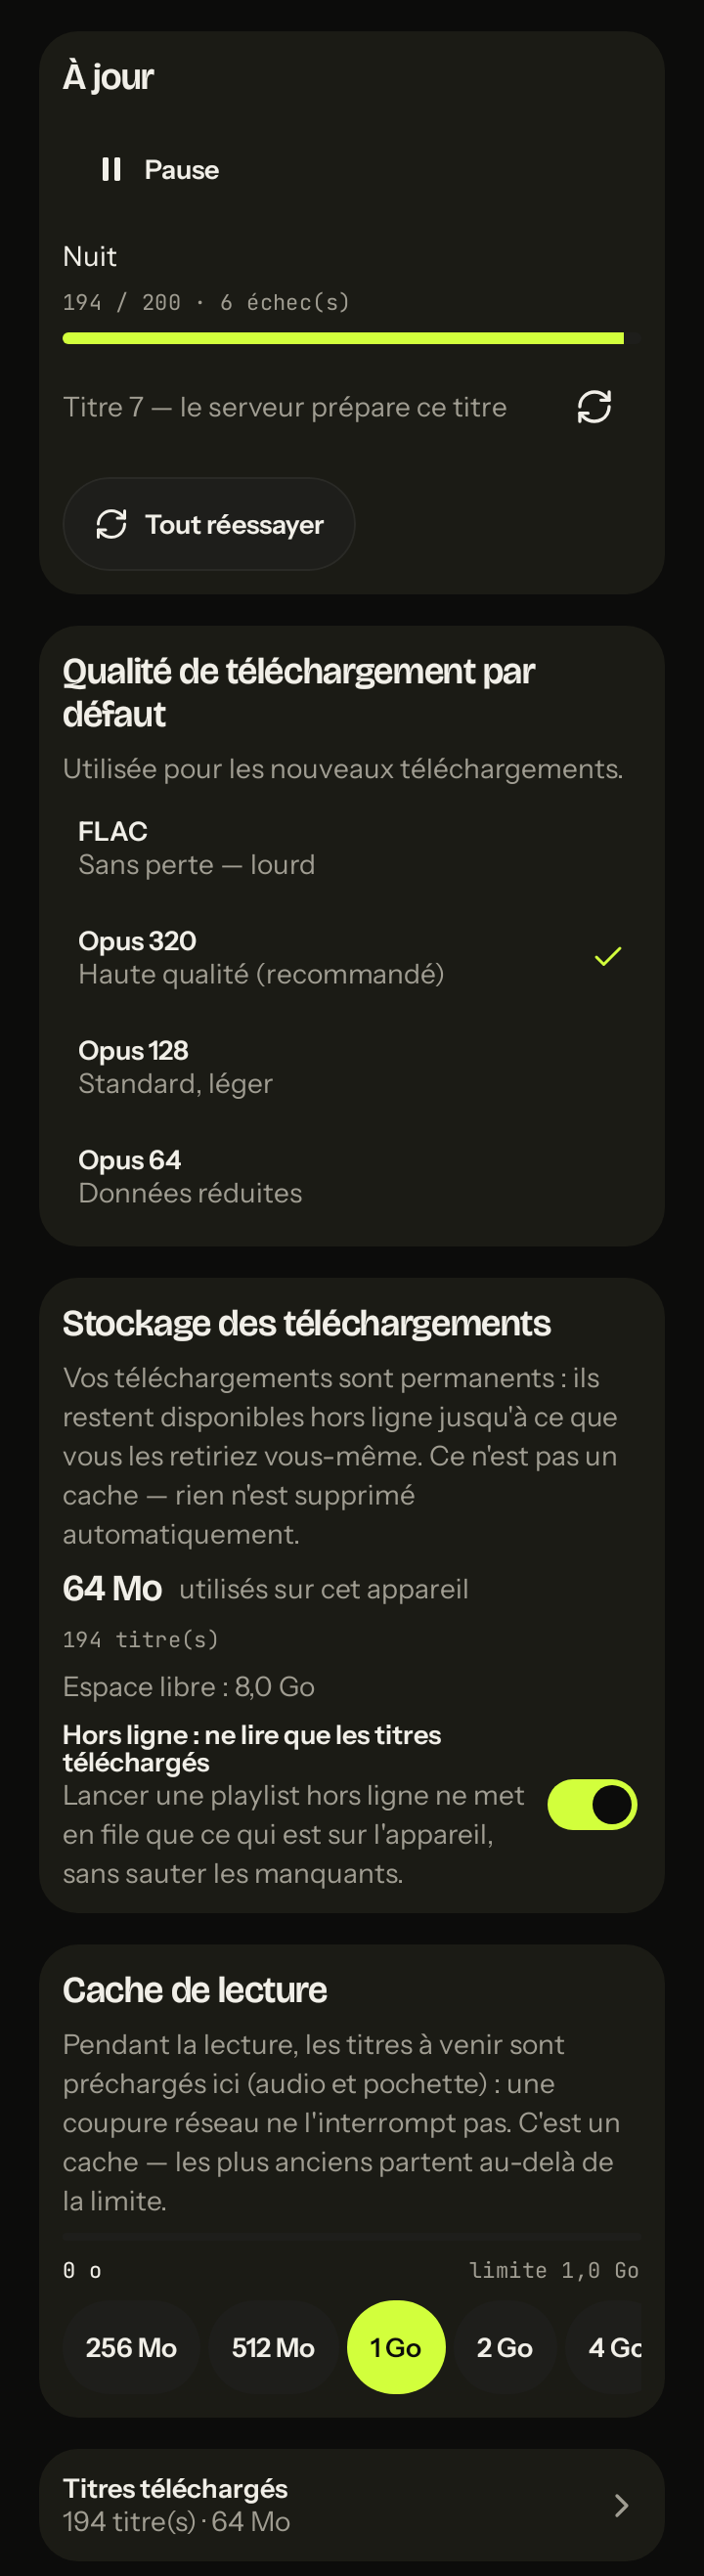 À jour
Pause
Nuit
194 / 200 · 6 échec(s)
Titre 7 — le serveur prépare ce titre
Tout réessayer
Qualité de téléchargement par
défaut
Utilisée pour les nouveaux téléchargements.
FLAC
Sans perte — lourd
Opus 320
Haute qualité (recommandé)
Opus 128
Standard, léger
Opus 64
Données réduites
Stockage des téléchargements
Vos téléchargements sont permanents : ils
restent disponibles hors ligne jusqu'à ce que
vous les retiriez vous-même. Ce n'est pas un
cache — rien n'est supprimé
automatiquement.
64 Mo utilisés sur cet appareil
194 titre(s)
Espace libre : 8,0 Go
Hors ligne : ne lire que les titres
téléchargés
Lancer une playlist hors ligne ne met
en file que ce qui est sur l'appareil,
sans sauter les manquants.
Cache de lecture
Pendant la lecture, les titres à venir sont
préchargés ici (audio et pochette) : une
coupure réseau ne l'interrompt pas. C'est un
cache — les plus anciens partent au-delà de
la limite.
0 o limite 1,0 Go
256 Mo 512 Mo 1 Go 2 Go 4 Go
Titres téléchargés
194 titre(s) · 64 Mo